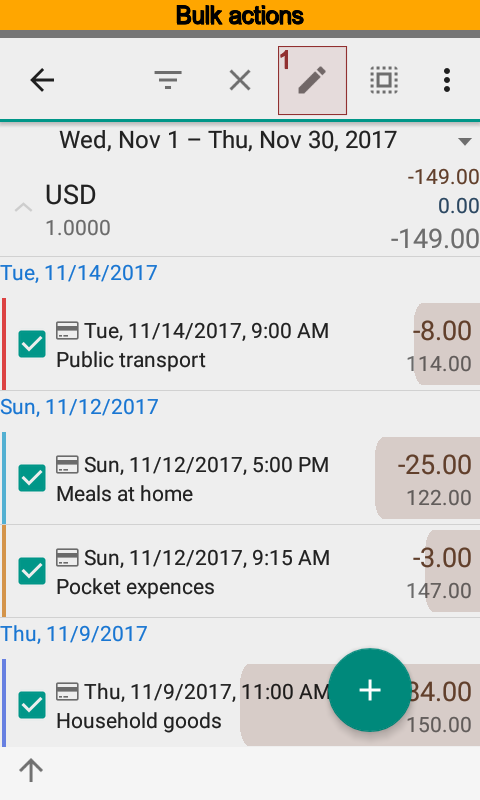 Bulk actions
1
Wed, Nov 1 – Thu, Nov 30, 2017
USD
-149.00
0.00
1.0000
-149.00
Tue, 11/14/2017
Tue, 11/14/2017, 9:00 AM
-8.00
Public transport
114.00
Sun, 11/12/2017
Sun, 11/12/2017, 5:00 PM
-25.00
Meals at home
122.00
Sun, 11/12/2017, 9:15 AM
-3.00
Pocket expences
147.00
Thu, 11/9/2017
Thu, 11/9/2017, 11:00 AM
34.00
Household goods
150.00